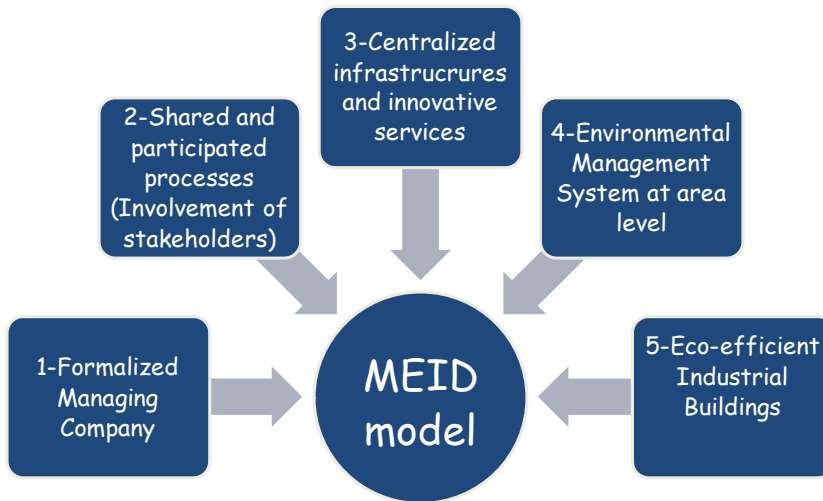 1-Formalized
Managing
Company
2-Shared and
participated
processes
(Involvement of
stakeholders)
3-Centralized
infrastrucrures
and innovative
services
4-Environmental
Management
System at area
level
5-Eco-efficient
Industrial
Buildings
MEID
model